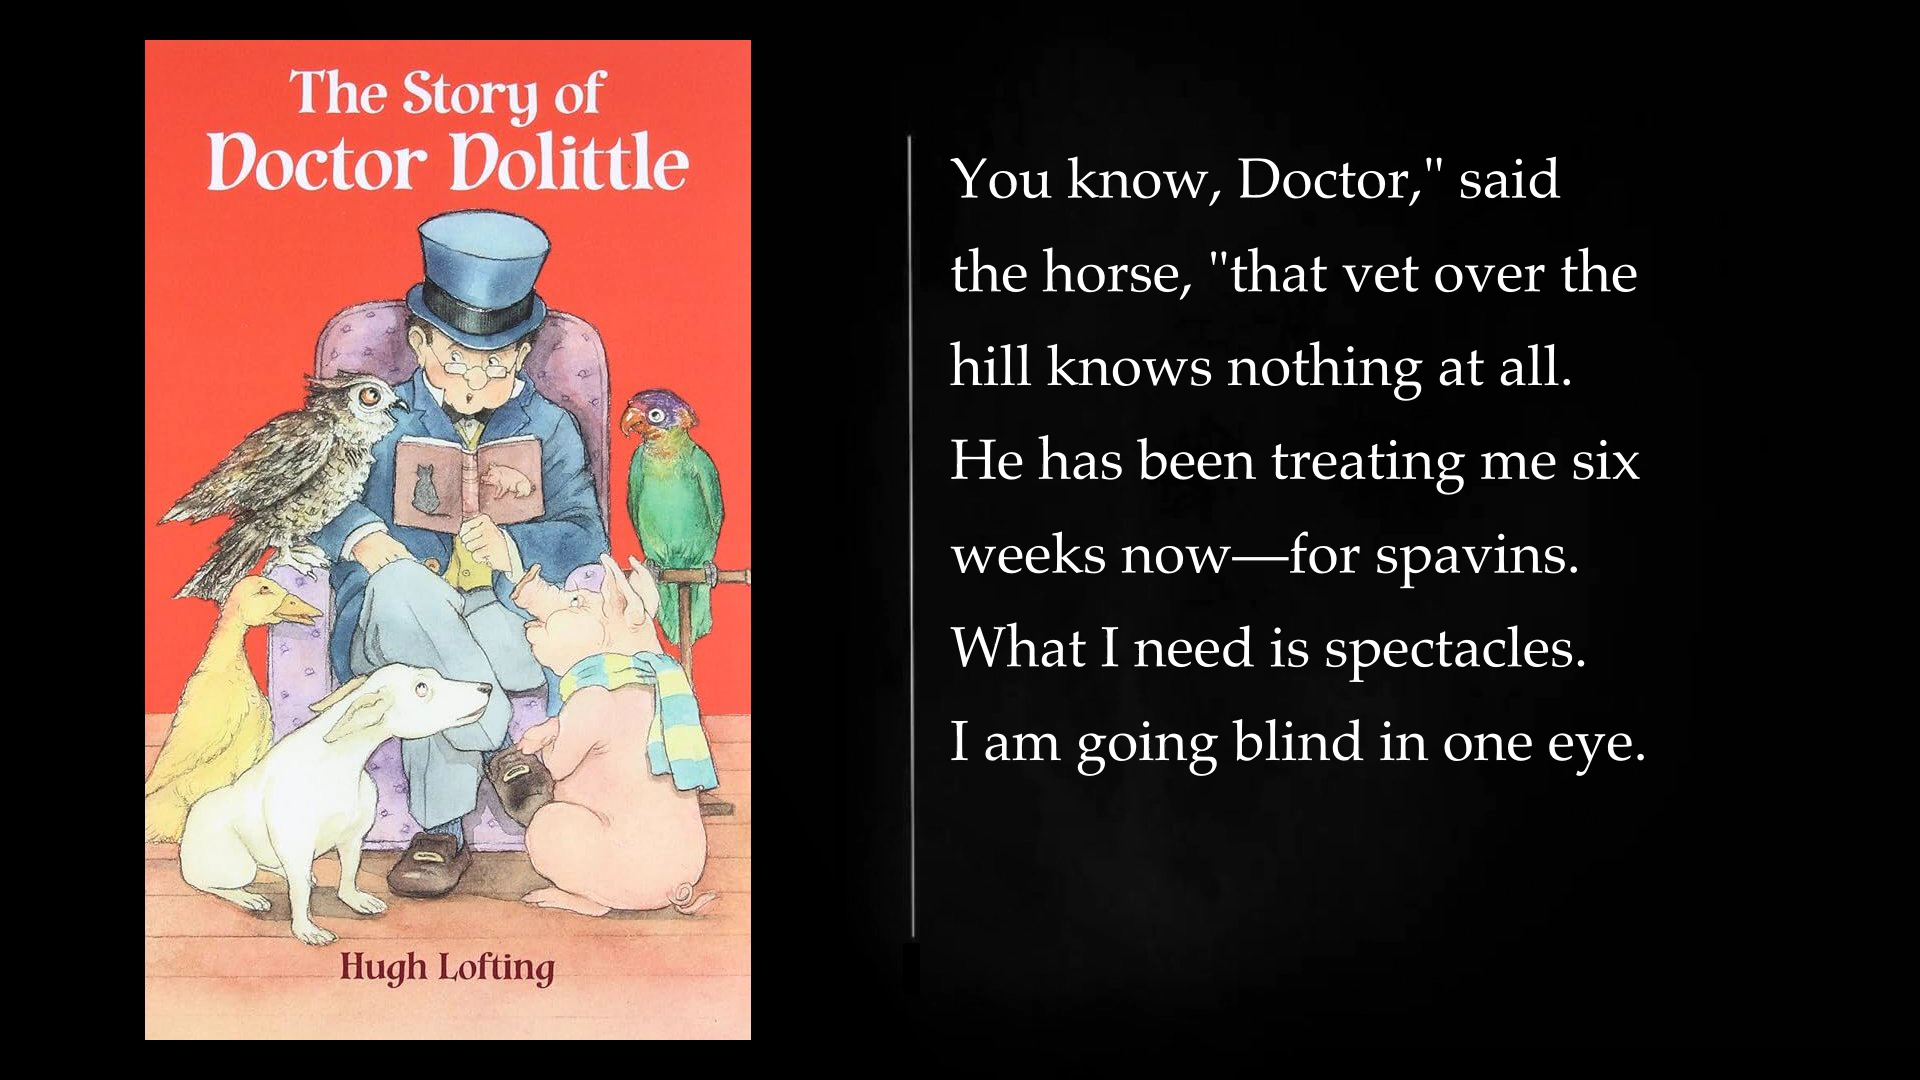 The Story of
Doctor Dolittle
Hugh Lofting
You know, Doctor," said
the horse, "that vet over the
hill knows nothing at all.
He has been treating me six
weeks now—for spavins.
What I need is spectacles.
I am going blind in one eye.